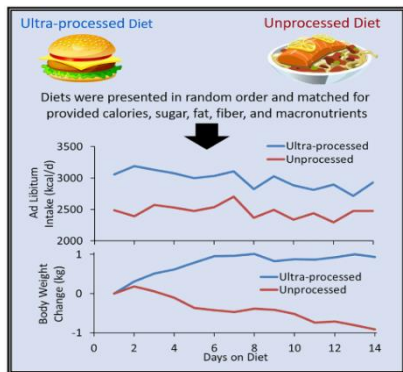 Ultra-processed Diet
Unprocessed Diet
Diets were presented in random order and matched for
provided calories, sugar, fat, fiber, and macronutrients
Ad Libitum
Intake (kcal/d)
3500
3000
2500
2000
Ultra-processed
Unprocessed
Body Weight
Change (kg)
1
0
-1
Ultra-processed
Unprocessed
0 2 4 6 8 10 12 14
Days on Diet